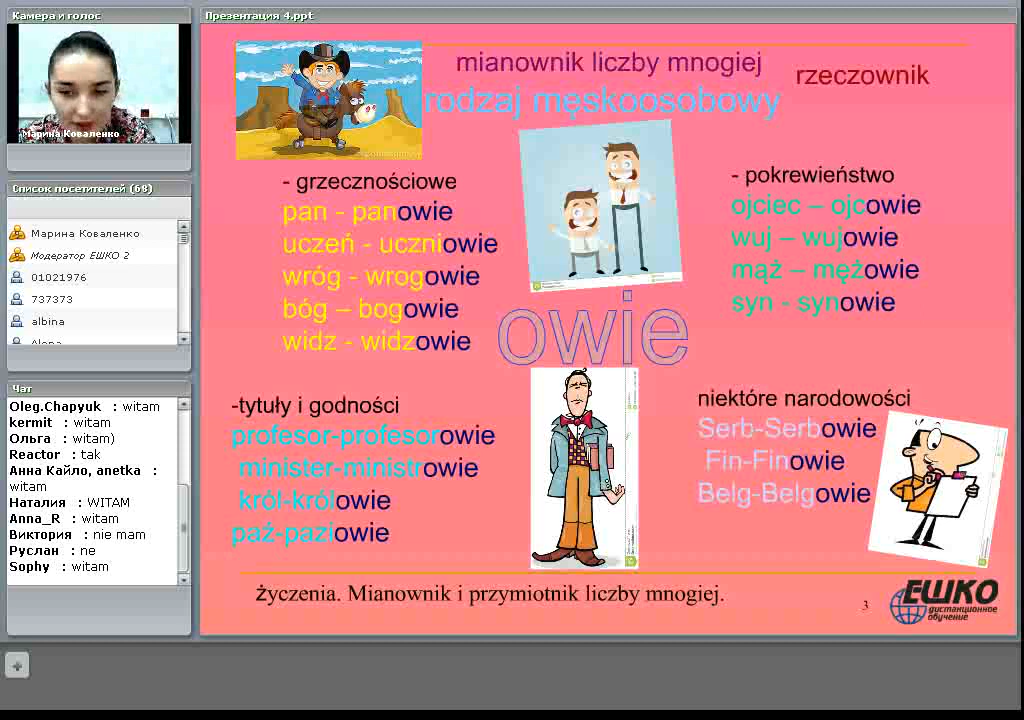 Камера и голос
Марина Коваленко
Список посетителей (68)
Марина Коваленко
Модератор ЕШКО 2
01021976
737373
albina
Alena
Чат
Oleg.Chapyuk : witam
kermit : witam
Ольга : witam)
Reactor : tak
Анна Кайло, anetka :
witam
Наталия : WITAM
Anna_R : witam
Виктория : nie mam
Руслан : ne
Sophy : witam
Презентация 4.ppt
mianownik liczby mnogiej
rzeczownik
rodzaj męskoosobowy
- grzecznościowe
pan - panowie
uczeń - uczniowie
wróg – wrogowie
bóg – bogowie
widz - widzowie
- pokrewieństwo
ojciec – ojcowie
wuj – wujowie
mąż – mężowie
syn - synowie
owie
-tytuły i godności
profesor-profesorowie
minister-ministrowie
król-królowie
paź-paziowie
niektóre narodowości
Serb-Serbowie
Fin-Finowie
Belg-Belgowie
życzenia. Mianownik i przymiotnik liczby mnogiej.
3
ЕШКО
дистанционное
обучение